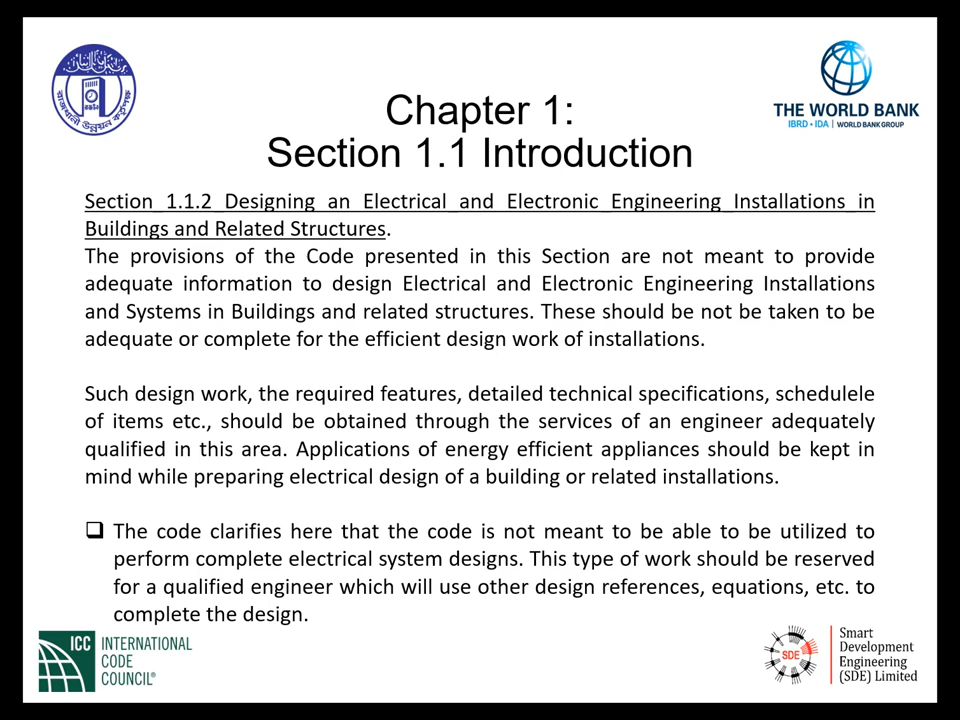 রাজধানী উন্নয়ন কর্তৃপক্ষ
THE WORLD BANK
IBRD • IDA | WORLD BANK GROUP
Chapter 1:
Section 1.1 Introduction
Section 1.1.2 Designing an Electrical and Electronic Engineering Installations in
Buildings and Related Structures.
The provisions of the Code presented in this Section are not meant to provide
adequate information to design Electrical and Electronic Engineering Installations
and Systems in Buildings and related structures. These should be not be taken to be
adequate or complete for the efficient design work of installations.
Such design work, the required features, detailed technical specifications, schedulele
of items etc., should be obtained through the services of an engineer adequately
qualified in this area. Applications of energy efficient appliances should be kept in
mind while preparing electrical design of a building or related installations.
❑ The code clarifies here that the code is not meant to be able to be utilized to
perform complete electrical system designs. This type of work should be reserved
for a qualified engineer which will use other design references, equations, etc. to
complete the design.
ICC INTERNATIONAL
CODE
COUNCIL®
SDE
Smart
Development
Engineering
(SDE) Limited